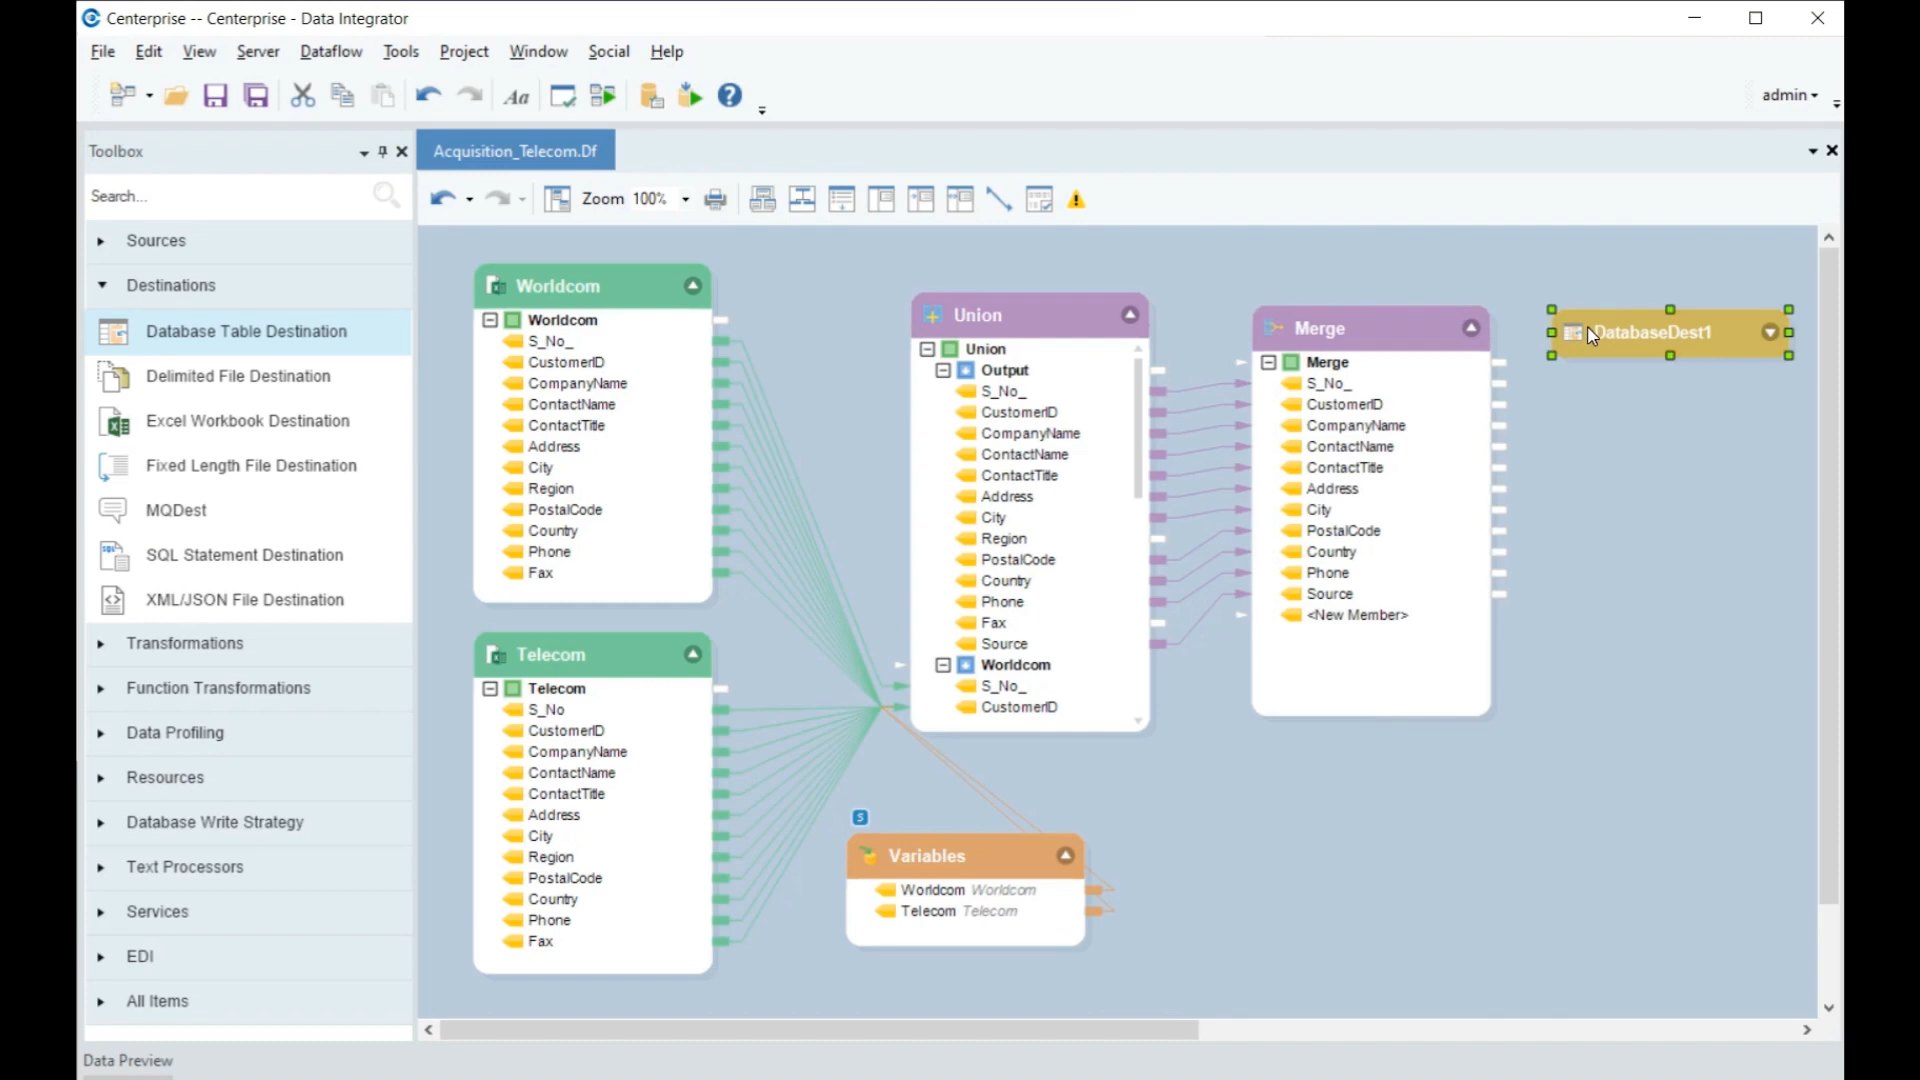 Centerprise -- Centerprise - Data Integrator
File Edit View Server Dataflow Tools Project Window Social Help
Aa
admin
Toolbox
Acquisition_Telecom.Df
Search...
Zoom 100%
Sources
Destinations
Database Table Destination
Delimited File Destination
Excel Workbook Destination
Fixed Length File Destination
MQDest
SQL Statement Destination
XML/JSON File Destination
Transformations
Function Transformations
Data Profiling
Resources
Database Write Strategy
Text Processors
Services
EDI
All Items
Data Preview
Worldcom
Worldcom
S_No_
CustomerID
CompanyName
ContactName
ContactTitle
Address
City
Region
PostalCode
Country
Phone
Fax
Telecom
Telecom
S_No
CustomerID
CompanyName
ContactName
ContactTitle
Address
City
Region
PostalCode
Country
Phone
Fax
Union
Union
Output
S_No_
CustomerID
CompanyName
ContactName
ContactTitle
Address
City
Region
PostalCode
Country
Phone
Fax
Source
Worldcom
S_No_
CustomerID
S
Variables
Worldcom Worldcom
Telecom Telecom
Merge
Merge
S_No_
CustomerID
CompanyName
ContactName
ContactTitle
Address
City
PostalCode
Country
Phone
Source
<New Member>
DatabaseDest1